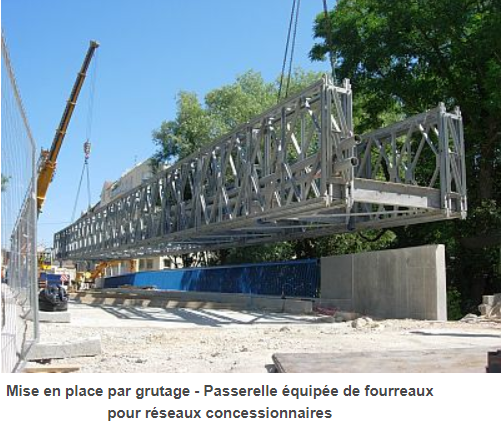 Mise en place par grutage - Passerelle équipée de fourreaux
pour réseaux concessionnaires